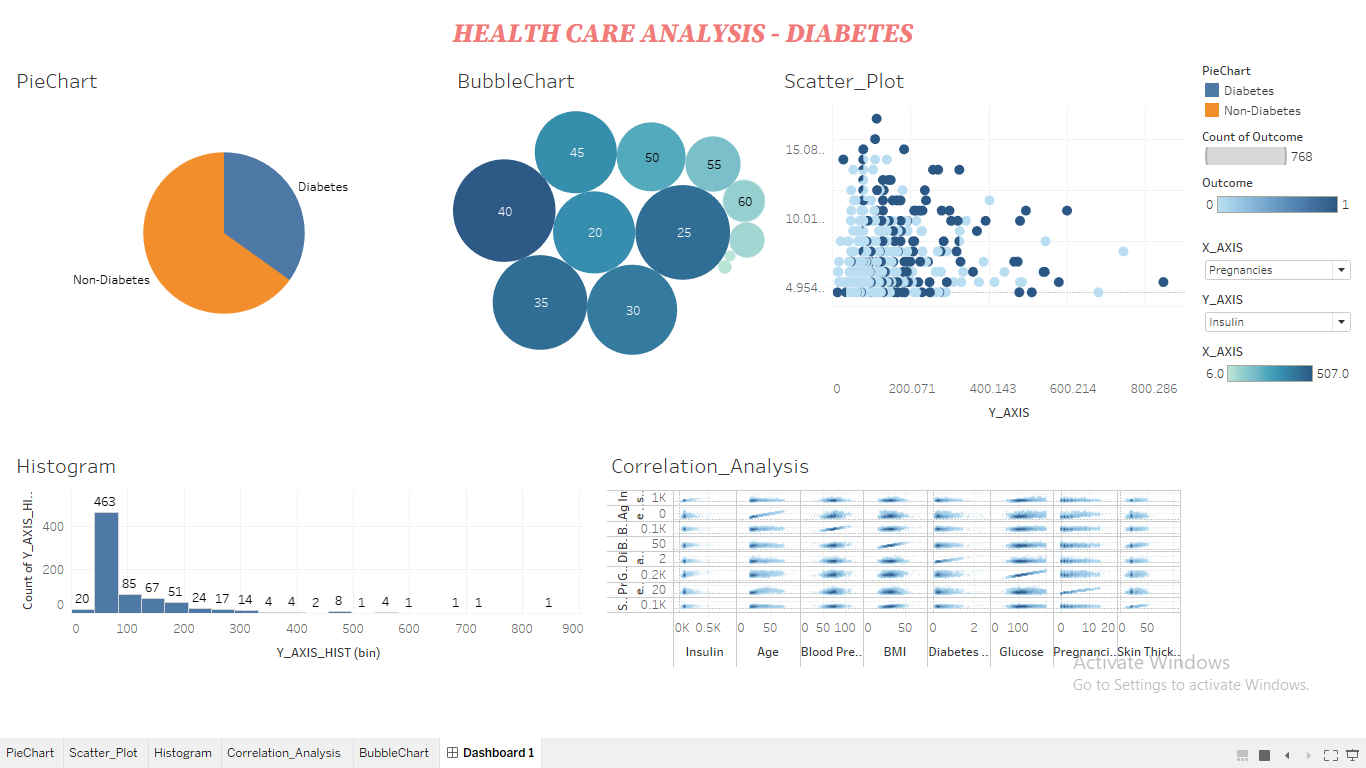 HEALTH CARE ANALYSIS - DIABETES
PieChart
Diabetes
Non-Diabetes
BubbleChart
45
50
55
40
60
20
25
35
30
Scatter_Plot
15.08..
10.01..
4.954..
0 200.071 400.143 600.214 800.286
Y_AXIS
PieChart
Diabetes
Non-Diabetes
Count of Outcome
768
Outcome
0 1
X_AXIS
Pregnancies
Y_AXIS
Insulin
X_AXIS
6.0 507.0
Histogram
Count of Y_AXIS_HI..
400
200
0
463
20 85 67 51 24 17 14 4 4 2 8 1 4 1 1 1 1
0 100 200 300 400 500 600 700 800 900
Y_AXIS_HIST (bin)
Correlation_Analysis
1K
0
0.1K
50
2
0.2K
20
0.1K
0K 0.5K 0 50 0 50 100 0 50 0 2 0 100 0 10 20 0 50
Insulin Age Blood Pre.. BMI Diabetes .. Glucose Pregnanci.. Skin Thick..
Activate Windows
Go to Settings to activate Windows.
PieChart Scatter_Plot Histogram Correlation_Analysis BubbleChart Dashboard 1